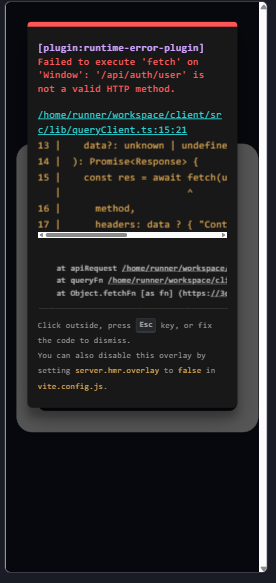 [plugin:runtime-error-plugin]
Failed to execute 'fetch' on
'Window': '/api/auth/user' is
not a valid HTTP method.
/home/runner/workspace/client/sr
c/lib/queryClient.ts:15:21
13 | data?: unknown | undefine
14 | ): Promise<Response> {
15 | const res = await fetch(u
| ^
16 | method,
17 | headers: data ? { "Cont
at apiRequest /home/runner/workspace/
at queryFn /home/runner/workspace/cli
at Object.fetchFn [as fn] (https://3
Click outside, press Esc key, or fix
the code to dismiss.
You can also disable this overlay by
setting server.hmr.overlay to false in
vite.config.js.